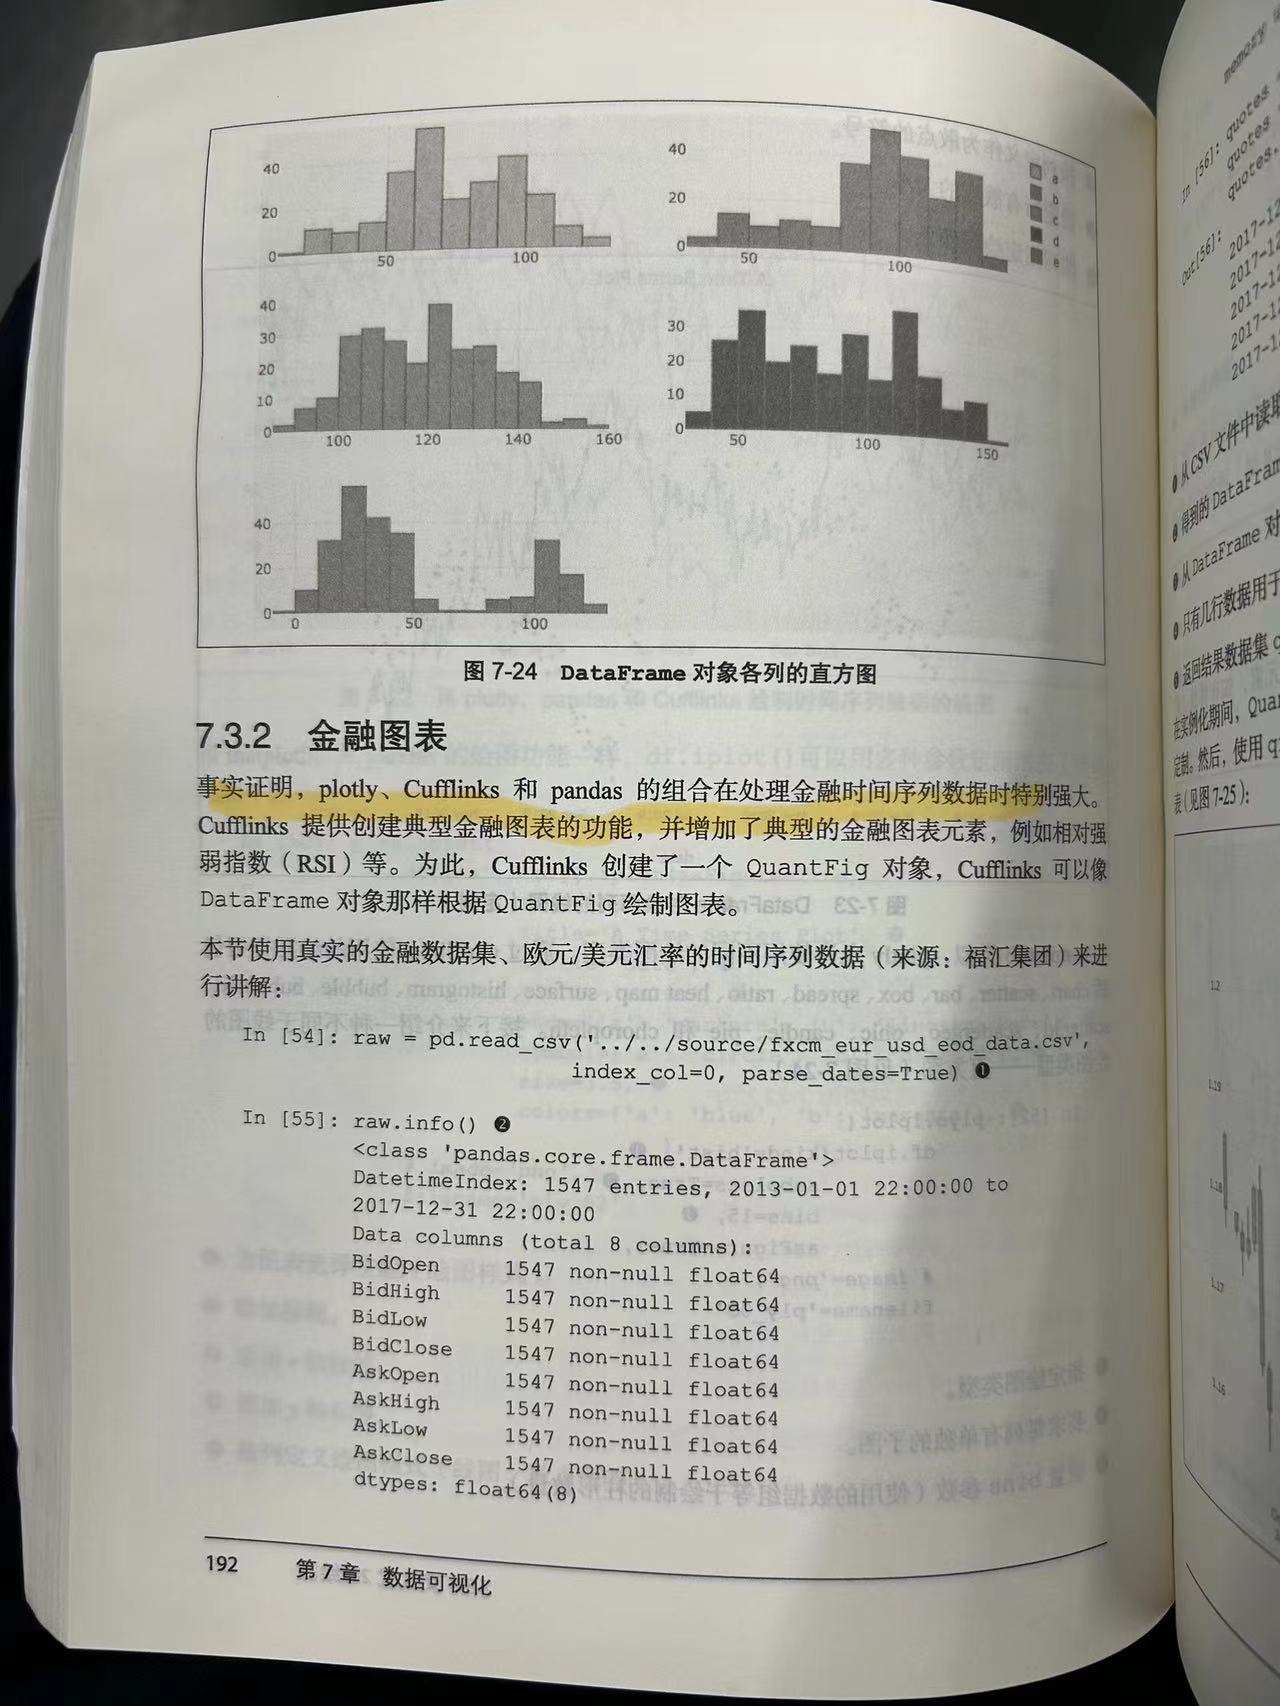 40
20
0
50
100
40
20
0
50
100
a
b
c
d
e
40
30
20
10
0
100
120
140
160
30
20
10
0
50
100
150
40
20
0
0
50
100
图 7-24 DataFrame 对象各列的直方图
7.3.2 金融图表
事实证明，plotly、Cufflinks 和 pandas 的组合在处理金融时间序列数据时特别强大。
Cufflinks 提供创建典型金融图表的功能，并增加了典型的金融图表元素，例如相对强
弱指数（RSI）等。为此，Cufflinks 创建了一个 QuantFig 对象，Cufflinks 可以像
DataFrame 对象那样根据 QuantFig 绘制图表。
本节使用真实的金融数据集、欧元/美元汇率的时间序列数据（来源：福汇集团）来进
行讲解：
In [54]: raw = pd.read_csv('../../source/fxcm_eur_usd_eod_data.csv',
index_col=0, parse_dates=True) ❶
In [55]: raw.info() ❷
<class 'pandas.core.frame.DataFrame'>
DatetimeIndex: 1547 entries, 2013-01-01 22:00:00 to
2017-12-31 22:00:00
Data columns (total 8 columns):
BidOpen 1547 non-null float64
BidHigh 1547 non-null float64
BidLow 1547 non-null float64
BidClose 1547 non-null float64
AskOpen 1547 non-null float64
AskHigh 1547 non-null float64
AskLow 1547 non-null float64
AskClose 1547 non-null float64
dtypes: float64(8)
192 第 7 章 数据可视化
memory
In [56]: quotes
quotes
quotes.
Out[56]:
2017-12
2017-12
2017-12
2017-12
2017-1
从 CSV 文件中读取
得到的 DataFram
从 DataFrame 对
只有几行数据用于
返回结果数据集 q
在实例化期间，Quan
定制。然后，使用 q
表（见图 7-25）：
1.2
1.19
1.18
1.17
1.16